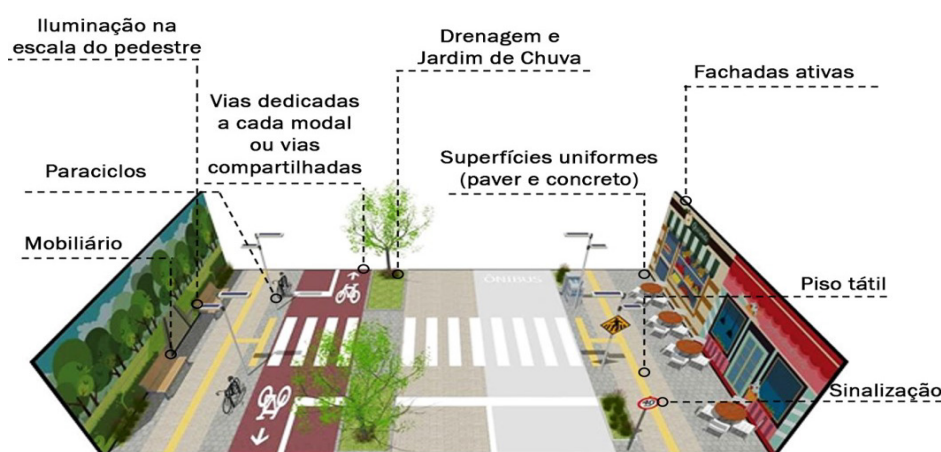 Iluminação na
escala do pedestre
Drenagem e
Jardim de Chuva
Fachadas ativas
Vias dedicadas
a cada modal
ou vias
compartilhadas
Superfícies uniformes
(paver e concreto)
Paraciclos
Mobiliário
Piso tátil
Sinalização
ÔNIBUS
40